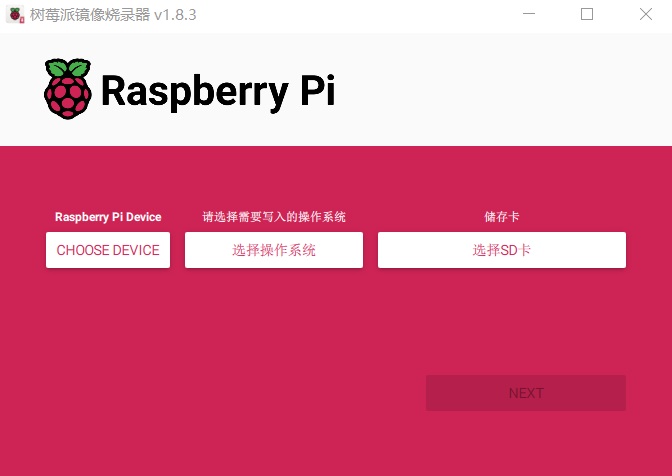 树莓派镜像烧录器 v1.8.3
Raspberry Pi
Raspberry Pi Device
请选择需要写入的操作系统
储存卡
CHOOSE DEVICE
选择操作系统
选择SD卡
NEXT